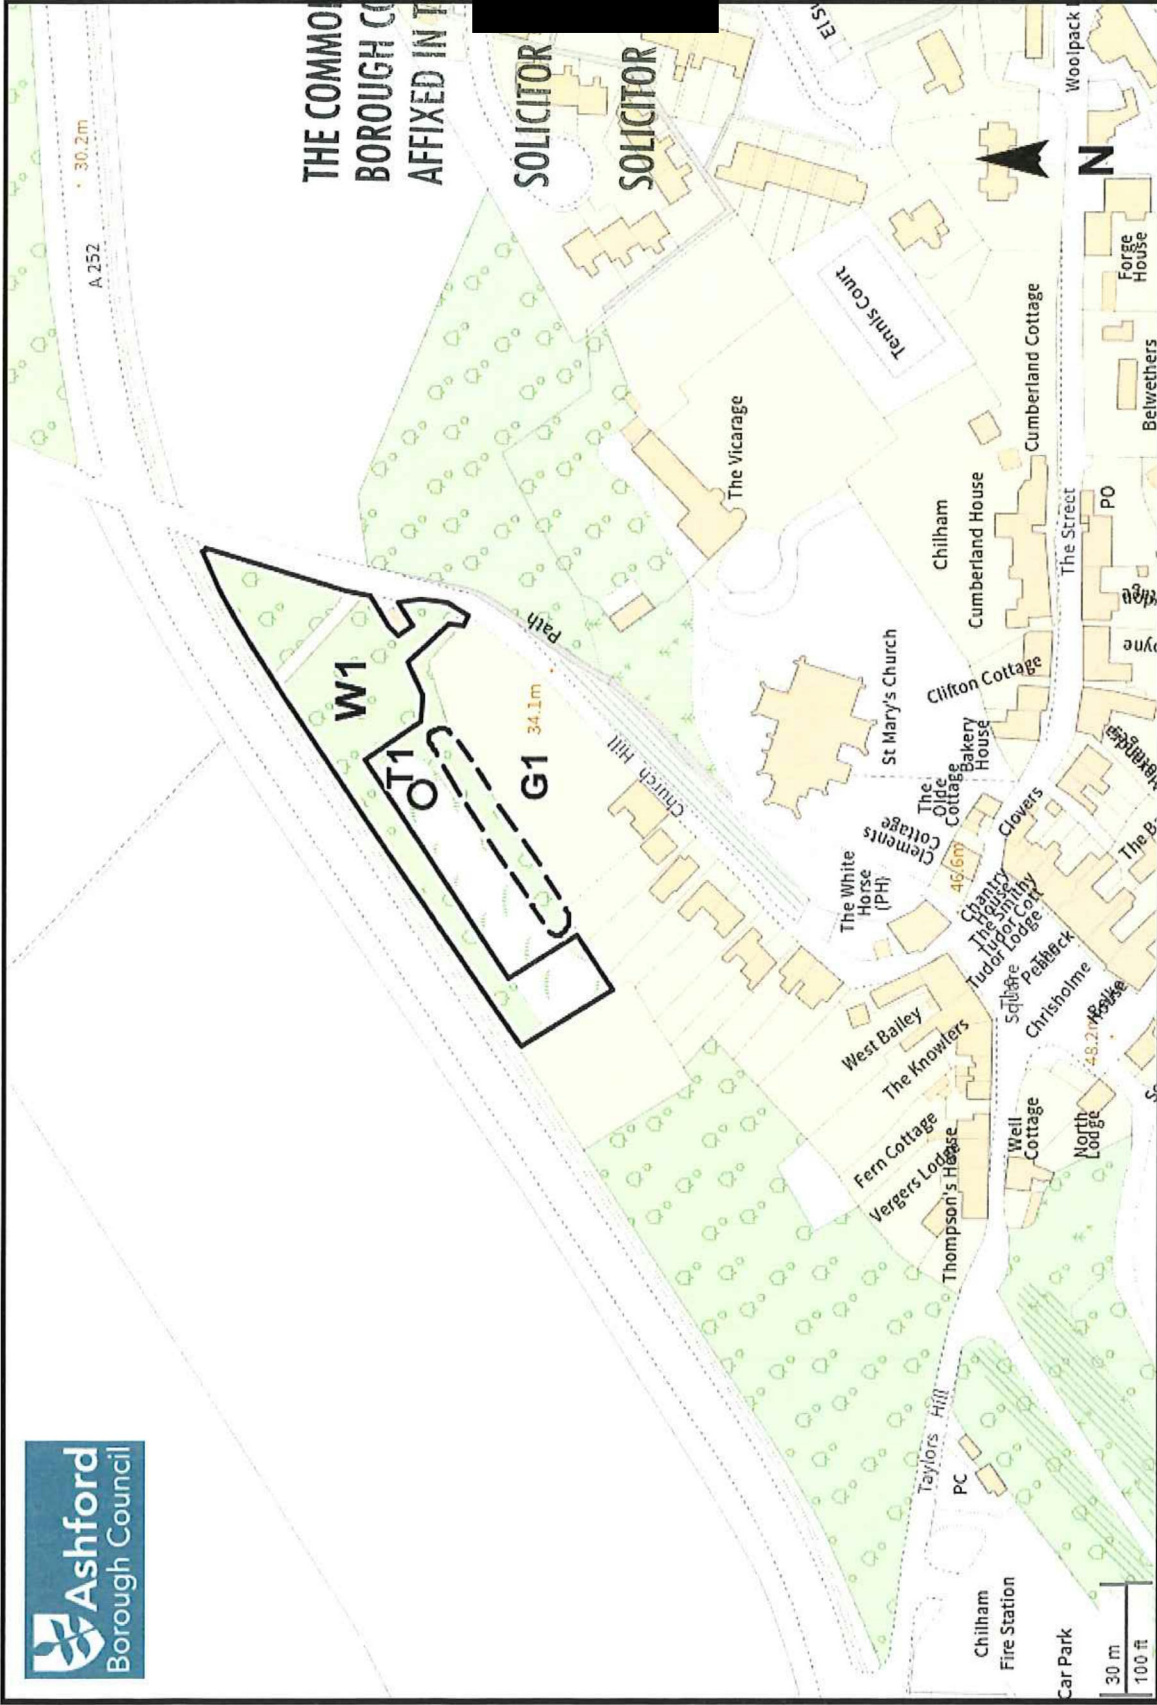 Ashford
Borough Council
THE COMMO
BOROUGH CO
AFFIXED IN T
SOLICITOR
SOLICITOR
A 252
30.2m
W1
T1
G1
34.1m
Path
Church Hill
The Vicarage
Tennis Court
Woolpack
N
Forge
House
Cumberland Cottage
Belwethers
Chilham
Cumberland House
The Street
PO
St Mary's Church
Clifton Cottage
Bakery
House
The
Olde
Cottage
Clements
Cottage
Clovers
46.6m
The White
Horse
(PH)
Chantry
House
The Smithy
Tudor Cott
Tudor Lodge
The
Square
Chrisholme
48.2m
West Bailey
The Knowlers
Fern Cottage
Vergers Lodge
Thompson's House
Well
Cottage
North
Lodge
Taylors Hill
PC
Chilham
Fire Station
Car Park
30 m
100 ft